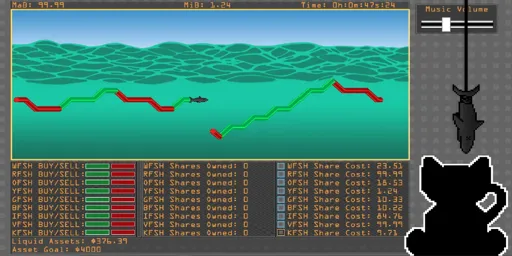 MaB: 99.99 MiB: 1.24 Time: 0h:0m:47s:24
Music Volume
WFSH BUY/SELL: WFSH Shares Owned: 0 WFSH Share Cost: 23.51
RFSH BUY/SELL: RFSH Shares Owned: 0 RFSH Share Cost: 99.99
OFSH BUY/SELL: OFSH Shares Owned: 0 OFSH Share Cost: 18.53
YFSH BUY/SELL: YFSH Shares Owned: 0 YFSH Share Cost: 1.24
GFSH BUY/SELL: GFSH Shares Owned: 0 GFSH Share Cost: 10.33
BFSH BUY/SELL: BFSH Shares Owned: 0 BFSH Share Cost: 10.22
IFSH BUY/SELL: IFSH Shares Owned: 0 IFSH Share Cost: 84.76
VFSH BUY/SELL: VFSH Shares Owned: 0 VFSH Share Cost: 99.99
KFSH BUY/SELL: KFSH Shares Owned: 0 KFSH Share Cost: 9.71
Liquid Assets: $376.39
Asset Goal: $4000